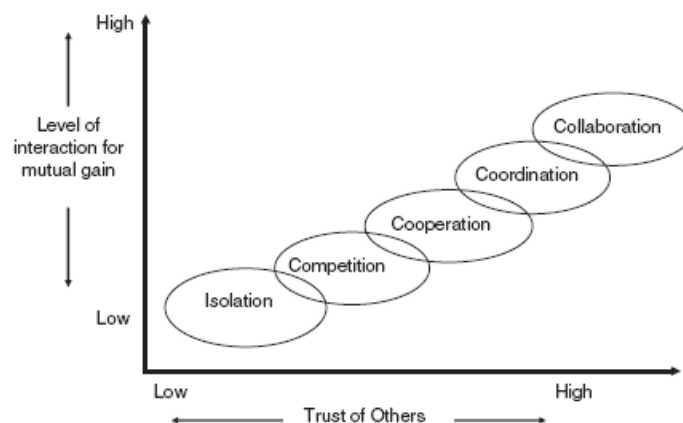 High
Level of
interaction for
mutual gain
Low
Collaboration
Coordination
Cooperation
Competition
Isolation
Low
High
Trust of Others